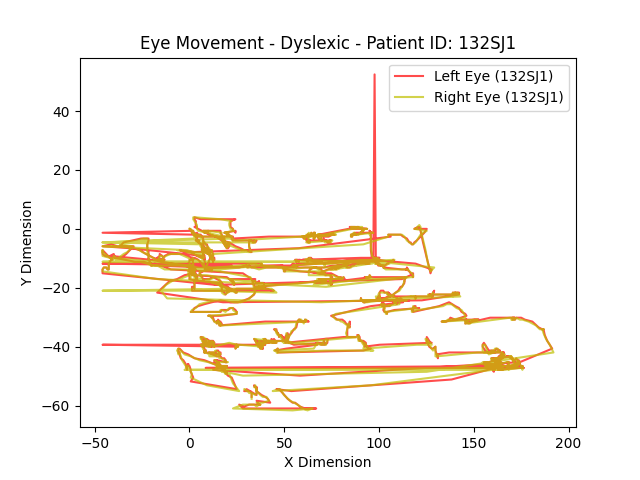 Eye Movement - Dyslexic - Patient ID: 132SJ1
Left Eye (132SJ1)
Right Eye (132SJ1)
40
20
0
−20
−40
−60
Y Dimension
−50
0
50
100
150
200
X Dimension